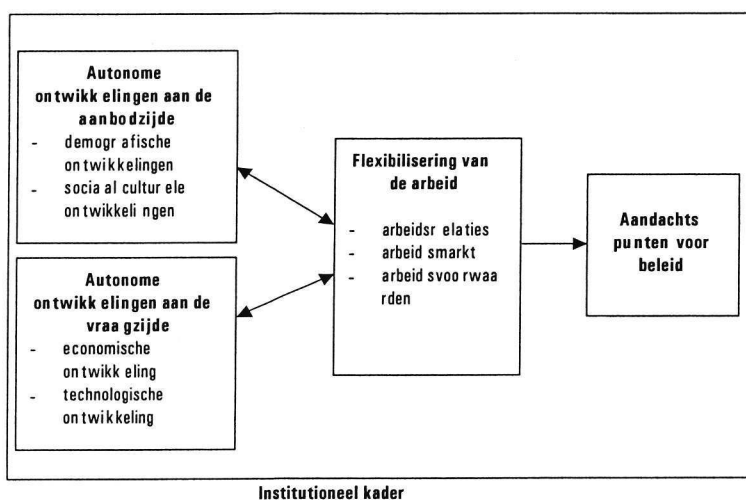 Autonome
ontwikk elingen aan de
aanbodzijde
- demogr afische
ontwikkelingen
- socia al cultur ele
ontwikkeli ngen
Autonome
ontwikk elingen aan de
vraa gzijde
- economische
ontwikk eling
- technologische
ontwikkeling
Flexibilisering van
de arbeid
- arbeidsr elaties
- arbeid smarkt
- arbeid svoo rwaa
rden
Aandachts
punten voor
beleid
Institutioneel kader